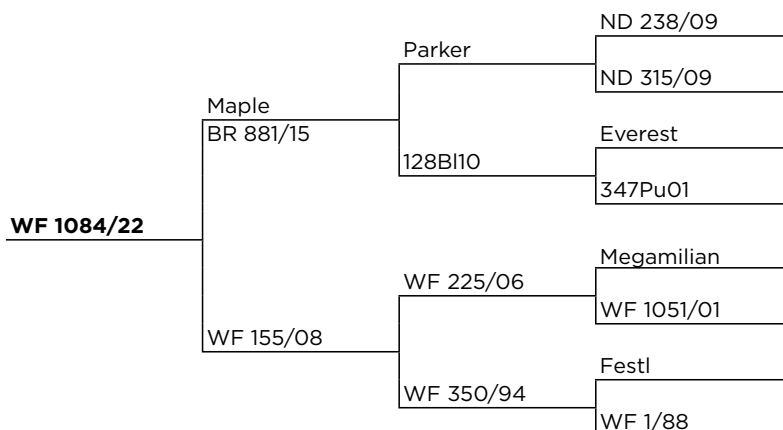 ND 238/09
Parker
ND 315/09
Maple
BR 881/15
Everest
128Bl10
347Pu01
WF 1084/22
Megamilian
WF 225/06
WF 1051/01
WF 155/08
Festl
WF 350/94
WF 1/88